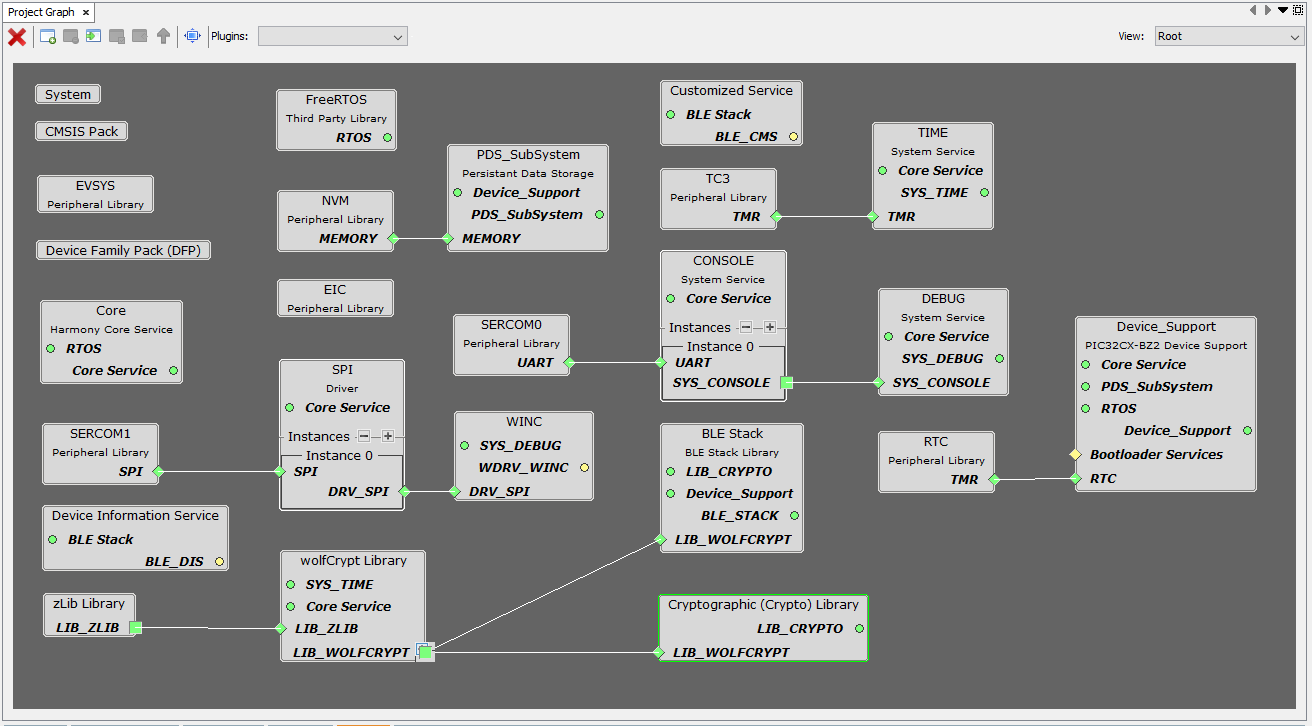 Project Graph
Plugins:
View:
Root
System
CMSIS Pack
EVSYS
Peripheral Library
Device Family Pack (DFP)
Core
Harmony Core Service
RTOS
Core Service
SERCOM1
Peripheral Library
SPI
Device Information Service
BLE Stack
BLE_DIS
zLib Library
LIB_ZLIB
FreeRTOS
Third Party Library
RTOS
NVM
Peripheral Library
MEMORY
EIC
Peripheral Library
SPI
Driver
Core Service
Instances
Instance 0
SPI
DRV_SPI
wolfCrypt Library
SYS_TIME
Core Service
LIB_ZLIB
LIB_WOLFCRYPT
PDS_SubSystem
Persistant Data Storage
Device_Support
PDS_SubSystem
MEMORY
SERCOM0
Peripheral Library
UART
WINC
SYS_DEBUG
WDRV_WINC
DRV_SPI
Customized Service
BLE Stack
BLE_CMS
TC3
Peripheral Library
TMR
CONSOLE
System Service
Core Service
Instances
Instance 0
UART
SYS_CONSOLE
BLE Stack
BLE Stack Library
LIB_CRYPTO
Device_Support
BLE_STACK
LIB_WOLFCRYPT
Cryptographic (Crypto) Library
LIB_CRYPTO
LIB_WOLFCRYPT
TIME
System Service
Core Service
SYS_TIME
TMR
DEBUG
System Service
Core Service
SYS_DEBUG
SYS_CONSOLE
RTC
Peripheral Library
TMR
Device_Support
PIC32CX-BZ2 Device Support
Core Service
PDS_SubSystem
RTOS
Device_Support
Bootloader Services
RTC